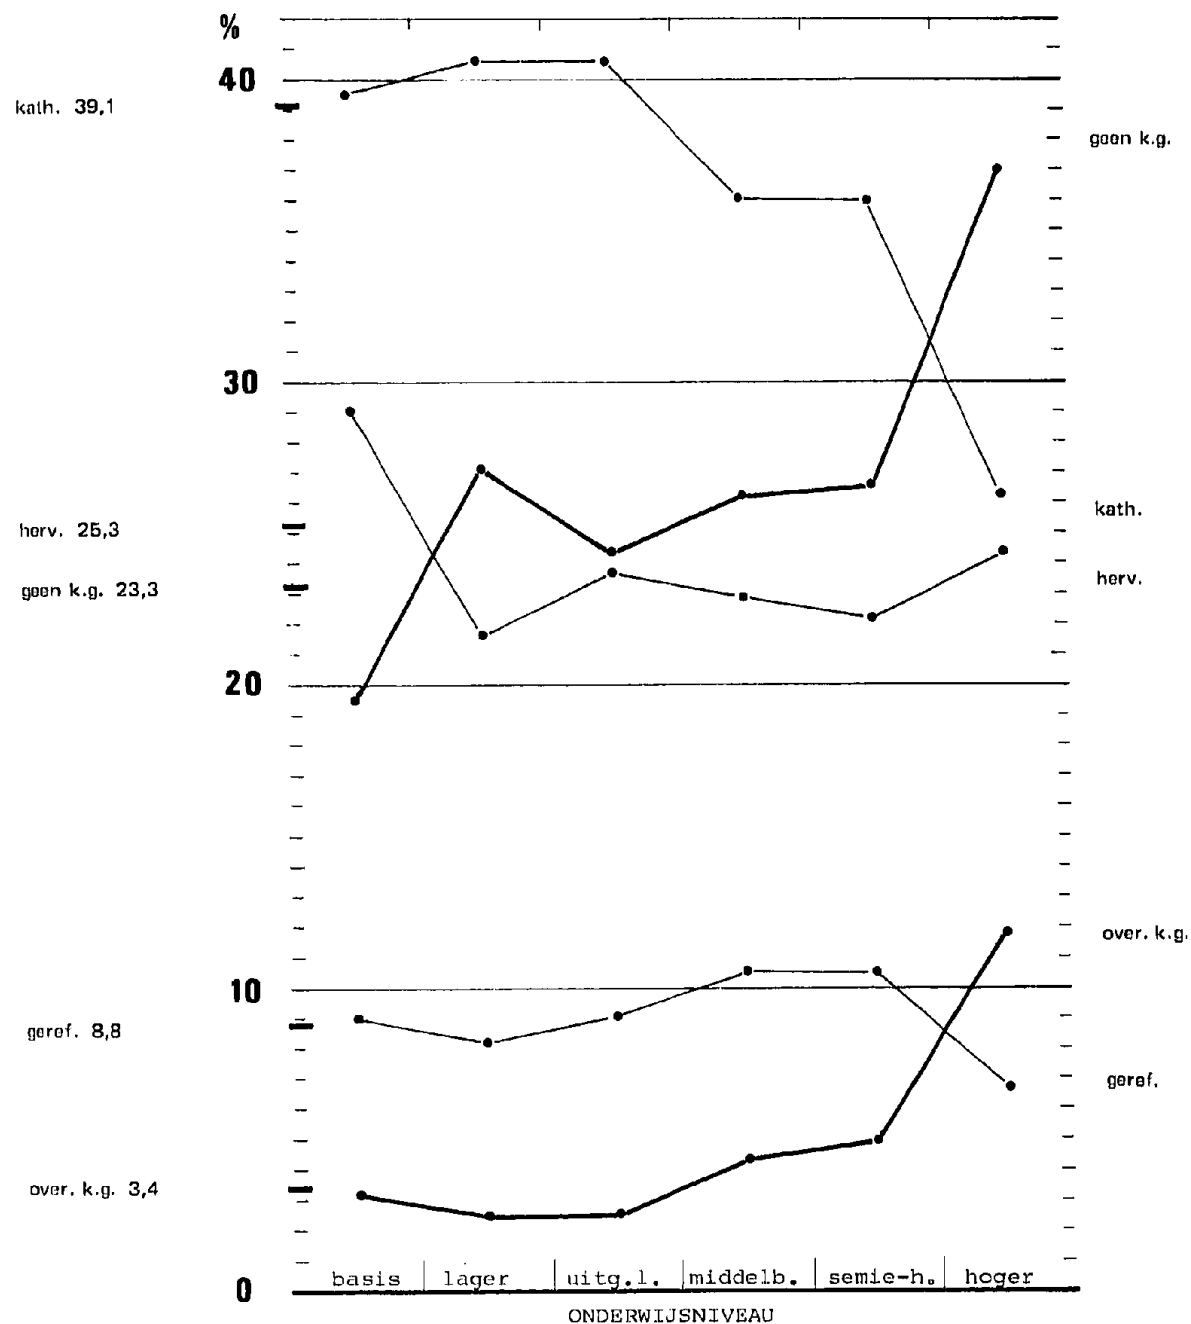 %
40
kath. 39,1
geen k.g.
30
kath.
herv. 25,3
herv.
geen k.g. 23,3
20
over. k.g.
10
geref. 8,8
geref.
over. k.g. 3,4
0
basis lager uitg.l. middelb. semie-h. hoger
ONDERWIJSNIVEAU